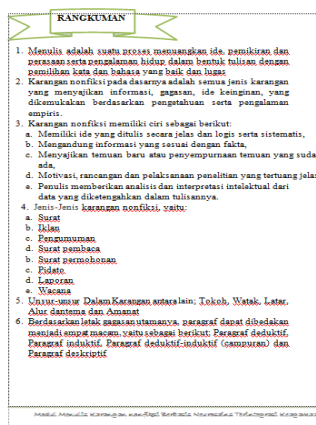 RANGKUMAN
1. Menulis adalah suatu proses menuangkan ide, pemikiran dan
perasaan serta pengalaman hidup dalam bentuk tulisan dengan
pemilihan kata dan bahasa yang baik dan lugas
2. Karangan nonfiksi pada dasarnya adalah semua jenis karangan
yang menyajikan informasi, gagasan, ide keinginan, yang
dikemukakan berdasarkan pengetahuan serta pengalaman
empiris.
3. Karangan nonfiksi memiliki ciri sebagai berikut:
a. Memiliki ide yang ditulis secara jelas dan logis serta sistematis,
b. Mengandung informasi yang sesuai dengan fakta,
c. Menyajikan temuan baru atau penyempurnaan temuan yang suda
ada,
d. Motivasi, rancangan dan pelaksanaan penelitian yang tertuang jelas
e. Penulis memberikan analisis dan interpretasi intelektual dari
data yang diketengahkan dalam tulisannya.
4. Jenis-Jenis karangan nonfiksi, yaitu:
a. Surat
b. Iklan
c. Pengumuman
d. Surat pembaca
b. Surat permohonan
c. Pidato
d. Laporan
e. Wacana
5. Unsur-unsur Dalam Karangan antara lain; Tokoh, Watak, Latar,
Alur dan tema dan Amanat
6. Berdasarkan letak gagasan utamanya, paragraf dapat dibedakan
menjadi empat macam, yaitu sebagai berikut; Paragraf deduktif,
Paragraf induktif, Paragraf deduktif-induktif (campuran) dan
Paragraf deskriptif
Modul Menulis Karangan nonfiksi Berbasis Neurosains Terintegrasi Keagamaa